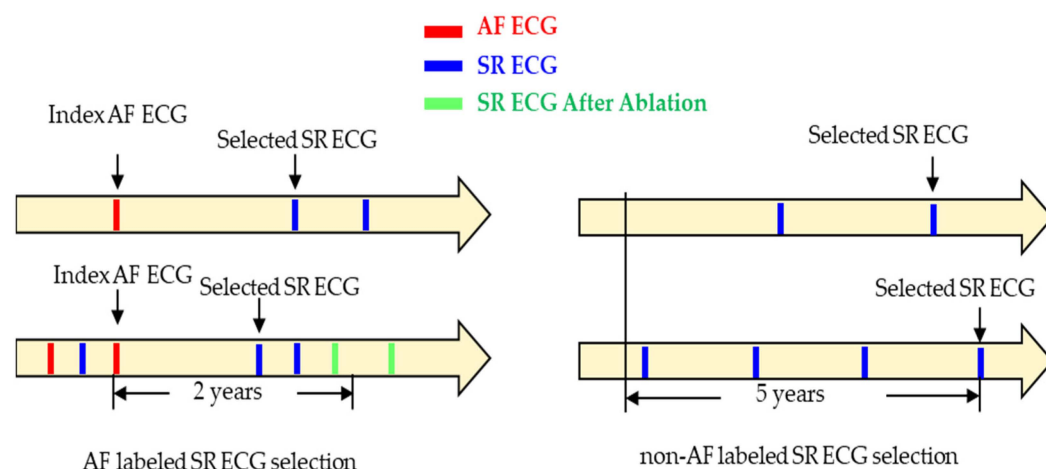 AF ECG
SR ECG
SR ECG After Ablation
Index AF ECG
Selected SR ECG
Selected SR ECG
Index AF ECG
Selected SR ECG
Selected SR ECG
2 years
5 years
AF labeled SR ECG selection
non-AF labeled SR ECG selection